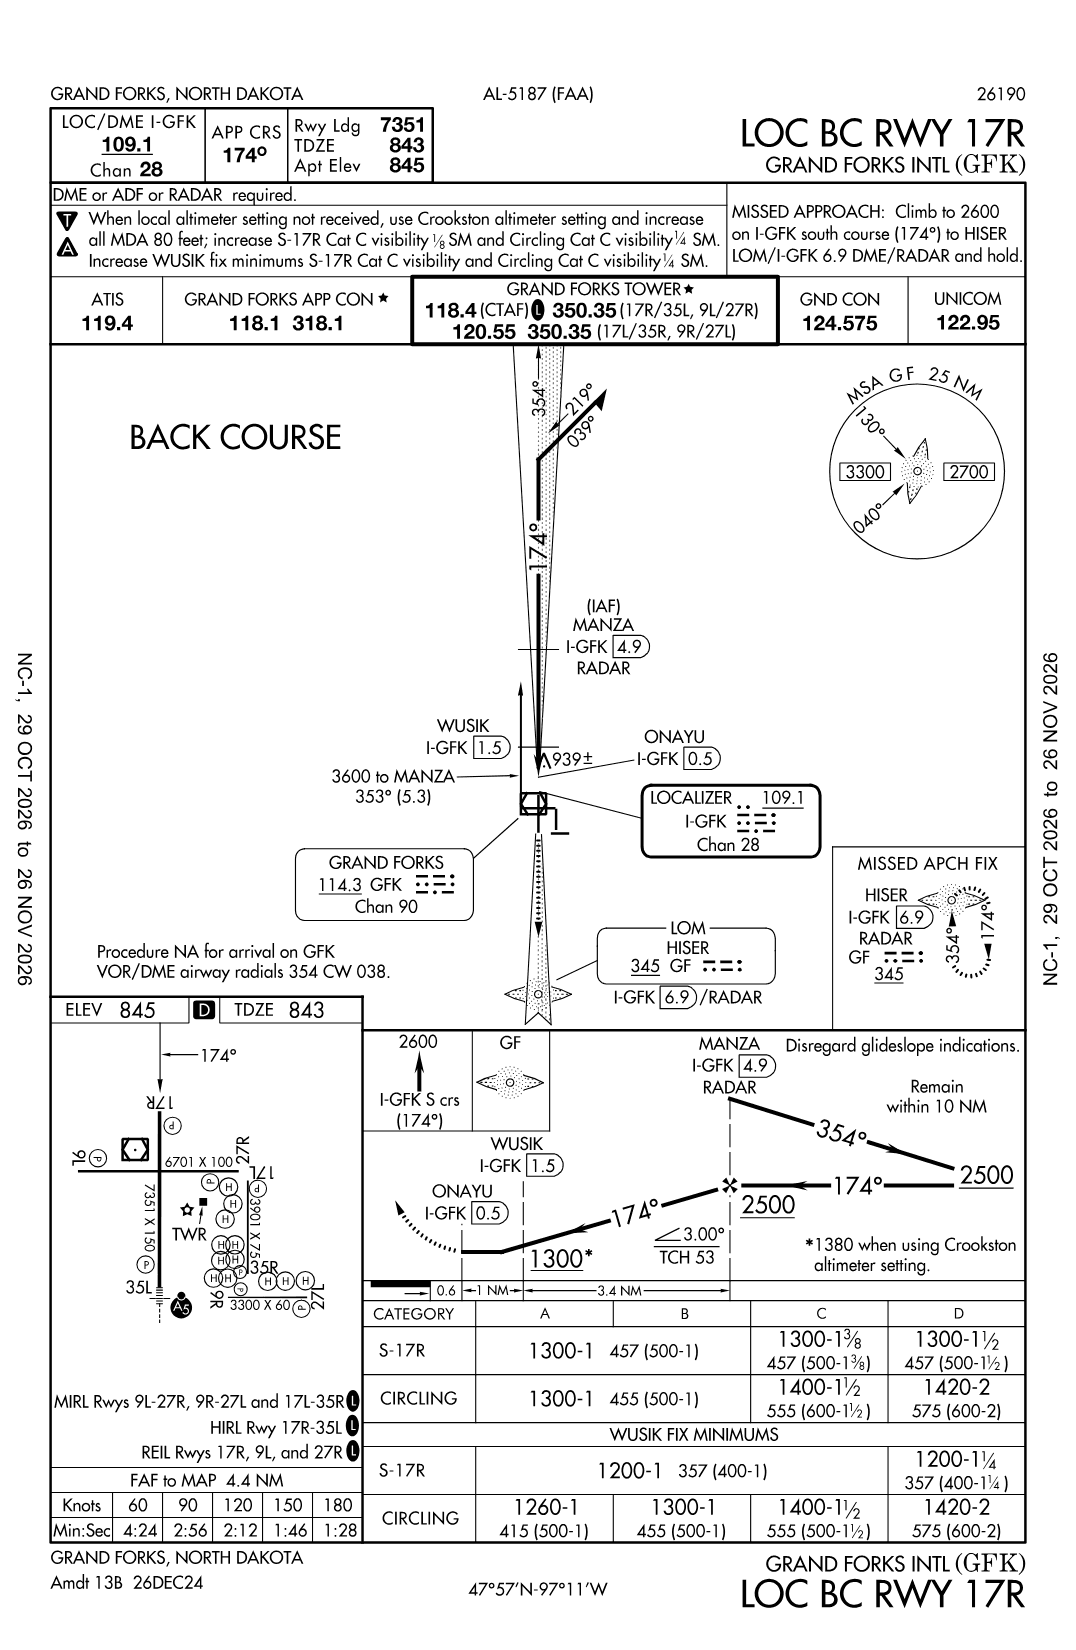 GRAND FORKS, NORTH DAKOTA
AL-5187 (FAA)
26190
LOC/DME I-GFK
109.1
Chan 28
APP CRS
174°
Rwy Ldg 7351
TDZE 843
Apt Elev 845
LOC BC RWY 17R
GRAND FORKS INTL (GFK)
DME or ADF or RADAR required.
T
A
When local altimeter setting not received, use Crookston altimeter setting and increase
all MDA 80 feet; increase S-17R Cat C visibility ⅛ SM and Circling Cat C visibility ¼ SM.
Increase WUSIK fix minimums S-17R Cat C visibility and Circling Cat C visibility ¼ SM.
MISSED APPROACH: Climb to 2600
on I-GFK south course (174°) to HISER
LOM/I-GFK 6.9 DME/RADAR and hold.
ATIS
119.4
GRAND FORKS APP CON ★
118.1 318.1
GRAND FORKS TOWER★
118.4 (CTAF) L 350.35 (17R/35L, 9L/27R)
120.55 350.35 (17L/35R, 9R/27L)
GND CON
124.575
UNICOM
122.95
BACK COURSE
354°
219°
039°
174°
MSA GF 25 NM
130°
3300
2700
040°
(IAF)
MANZA
I-GFK 4.9
RADAR
WUSIK
I-GFK 1.5
939±
ONAYU
I-GFK 0.5
3600 to MANZA
353° (5.3)
LOCALIZER 109.1
I-GFK
Chan 28
GRAND FORKS
114.3 GFK
Chan 90
MISSED APCH FIX
HISER
I-GFK 6.9
RADAR
GF
345
354°
174°
LOM
HISER
345 GF
I-GFK 6.9 /RADAR
Procedure NA for arrival on GFK
VOR/DME airway radials 354 CW 038.
NC-1, 29 OCT 2026 to 26 NOV 2026
NC-1, 29 OCT 2026 to 26 NOV 2026
ELEV 845
D
TDZE 843
174°
17R
P
9L
P
6701 X 100
27R
17L
7351 X 150
TWR
P
H
H
H
P
3901 X 75
H H
H H
H H
P
35R
P
P
H H H
35L
A5
9R
3300 X 60
P
27L
MIRL Rwys 9L-27R, 9R-27L and 17L-35R L
HIRL Rwy 17R-35L L
REIL Rwys 17R, 9L, and 27R L
FAF to MAP 4.4 NM
Knots 60 90 120 150 180
Min:Sec 4:24 2:56 2:12 1:46 1:28
2600
I-GFK S crs
(174°)
GF
MANZA
I-GFK 4.9
RADAR
Disregard glideslope indications.
Remain
within 10 NM
354°
2500
174°
2500
WUSIK
I-GFK 1.5
ONAYU
I-GFK 0.5
174°
1300*
3.00°
TCH 53
*1380 when using Crookston
altimeter setting.
0.6
1 NM
3.4 NM
CATEGORY A B C D
S-17R 1300-1 457 (500-1) 1300-1⅜ 457 (500-1⅜) 1300-1½ 457 (500-1½)
CIRCLING 1300-1 455 (500-1) 1400-1½ 555 (600-1½) 1420-2 575 (600-2)
WUSIK FIX MINIMUMS
S-17R 1200-1 357 (400-1) 1200-1¼ 357 (400-1¼)
CIRCLING 1260-1 415 (500-1) 1300-1 455 (500-1) 1400-1½ 555 (500-1½) 1420-2 575 (600-2)
GRAND FORKS, NORTH DAKOTA
Amdt 13B 26DEC24
47°57'N-97°11'W
GRAND FORKS INTL (GFK)
LOC BC RWY 17R